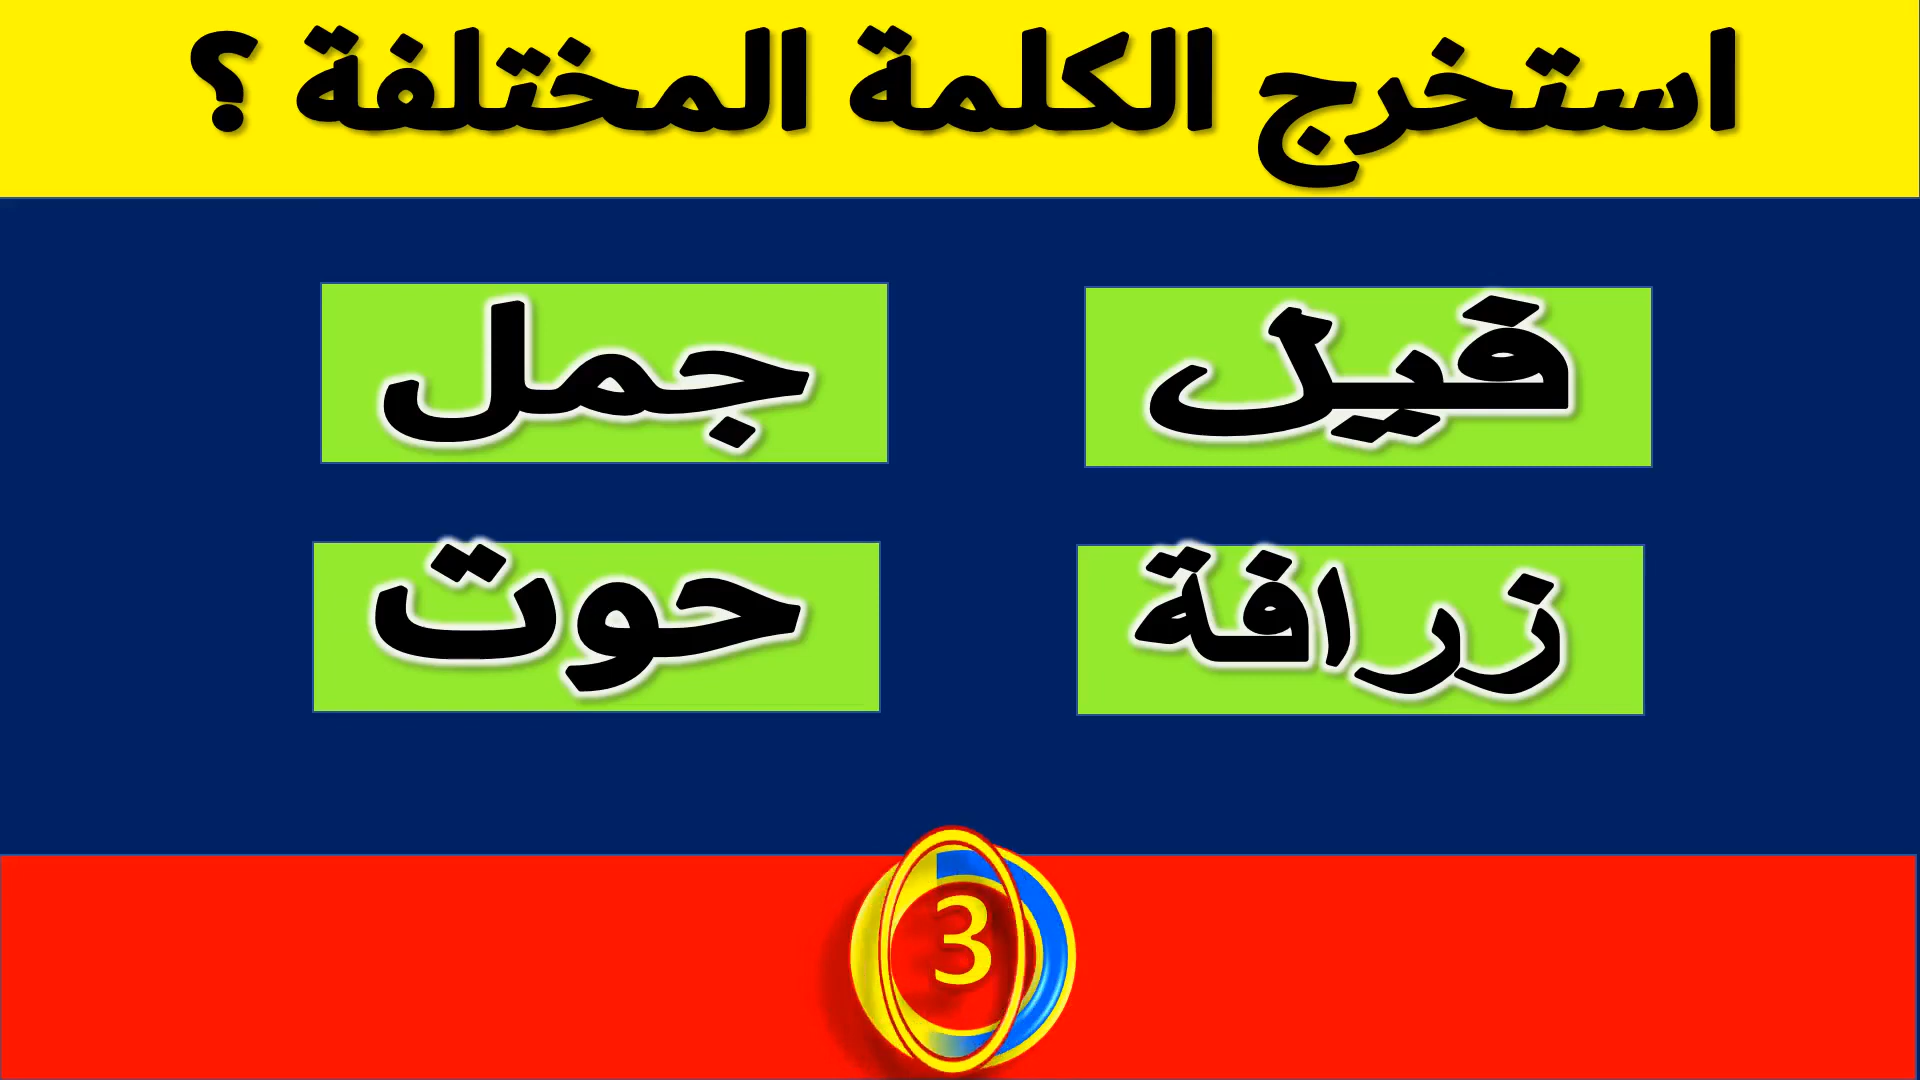 استخرج الكلمة المختلفة ؟
فيل
جمل
زرافة
حوت
3